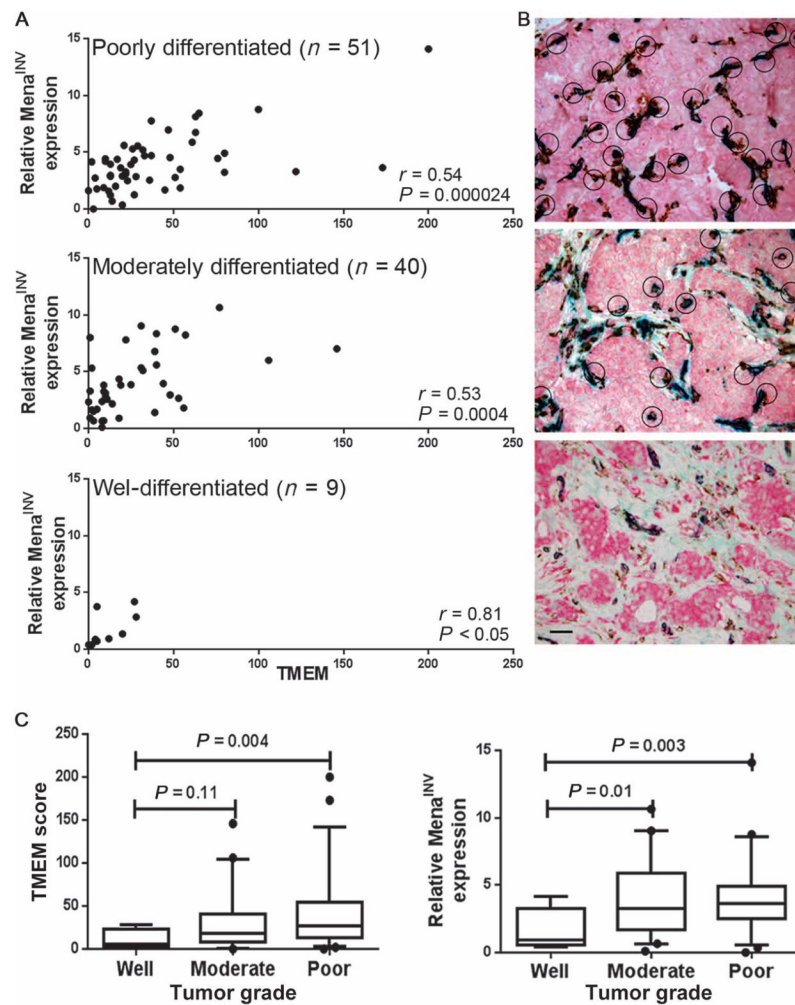 A
B
Poorly differentiated (n = 51)
Relative Mena^INV
expression
15
10
5
0
0
50
100
150
200
250
r = 0.54
P = 0.000024
Moderately differentiated (n = 40)
Relative Mena^INV
expression
15
10
5
0
0
50
100
150
200
250
r = 0.53
P = 0.0004
Wel-differentiated (n = 9)
Relative Mena^INV
expression
15
10
5
0
0
50
100
150
200
250
r = 0.81
P < 0.05
TMEM
C
TMEM score
250
200
150
100
50
0
P = 0.004
P = 0.11
Well
Moderate
Poor
Tumor grade
Relative Mena^INV
expression
15
10
5
0
P = 0.003
P = 0.01
Well
Moderate
Poor
Tumor grade